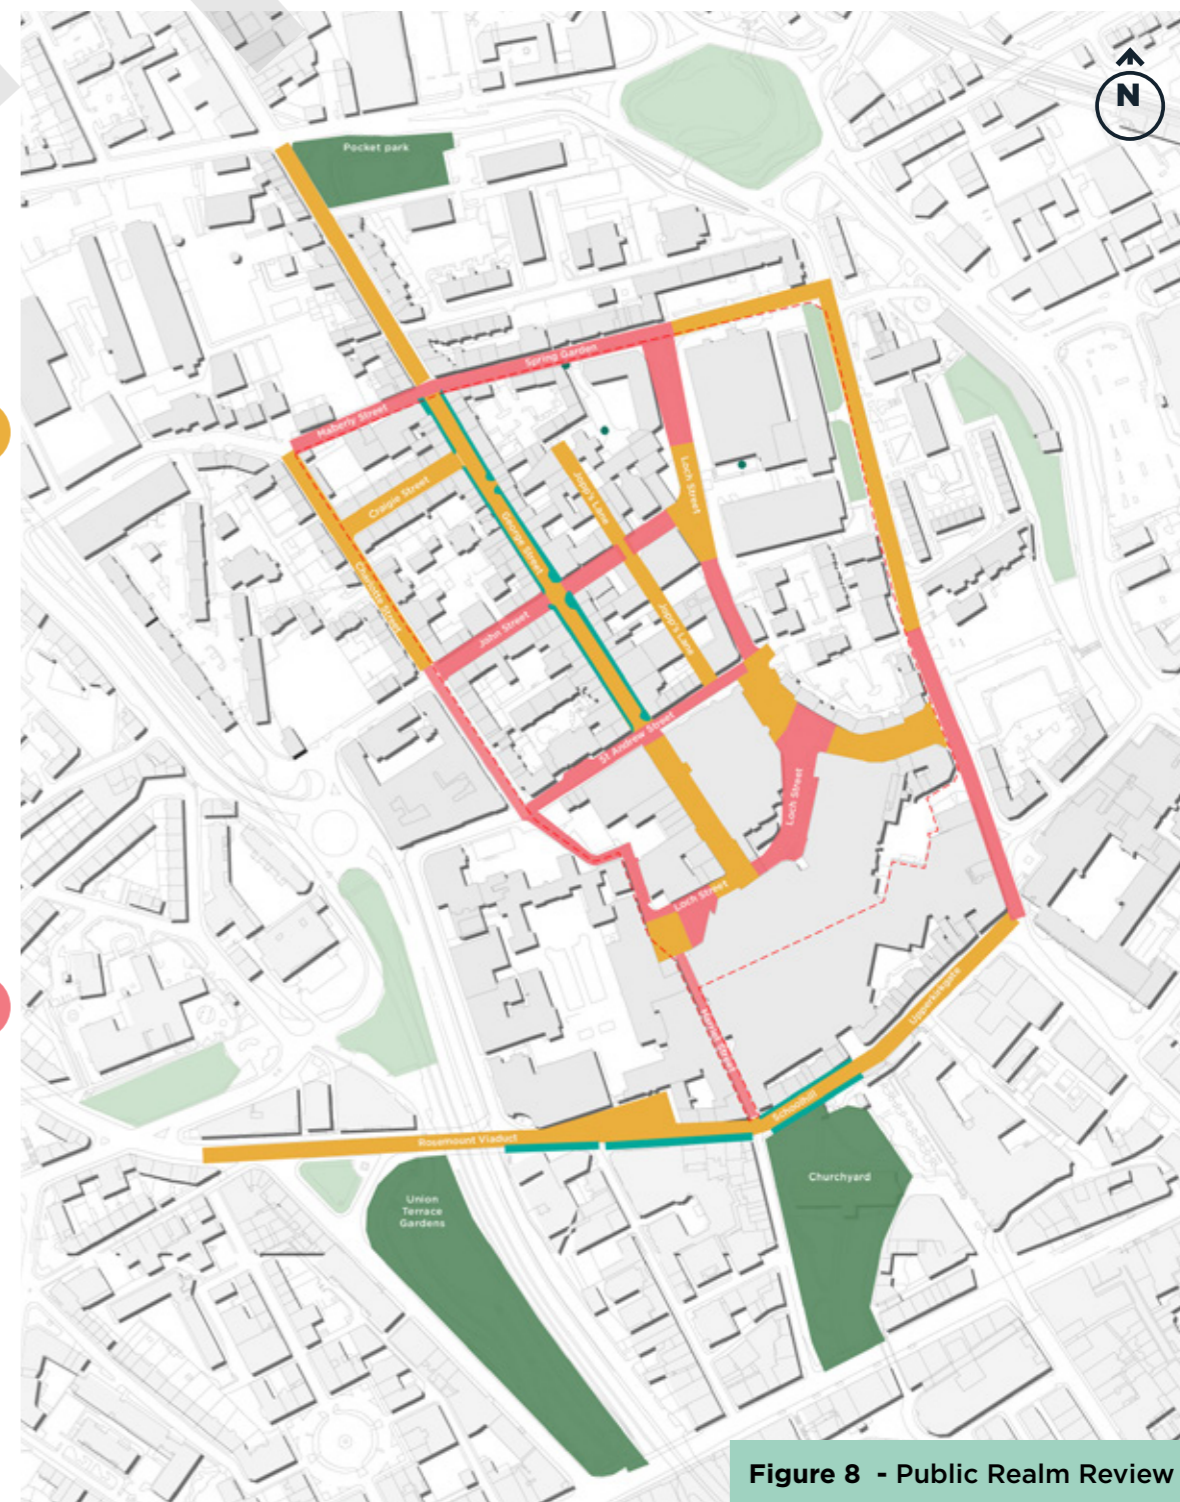 N
Pocket park
Spring Garden
Maberly Street
Craigie Street
Loch Street
Jopp's Lane
George Street
Charlotte Street
John Street
Jopp's Lane
St Andrew Street
Loch Street
Loch Street
Upperkirkgate
Harriet Street
Schoolhill
Rosemount Viaduct
Churchyard
Union
Terrace
Gardens
Figure 8 - Public Realm Review